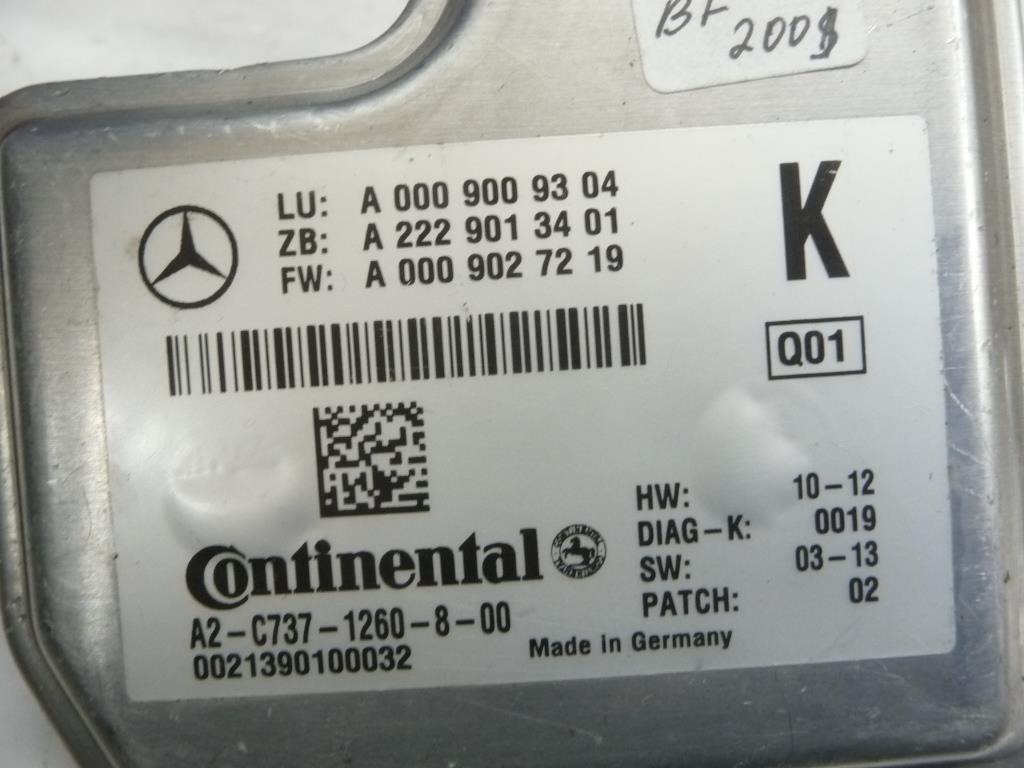 BF 200$
LU: A 000 900 93 04
ZB: A 222 901 34 01
FW: A 000 902 72 19
K
Q01
Continental
HW: 10-12
DIAG-K: 0019
SW: 03-13
PATCH: 02
A2-C737-1260-8-00
0021390100032
Made in Germany